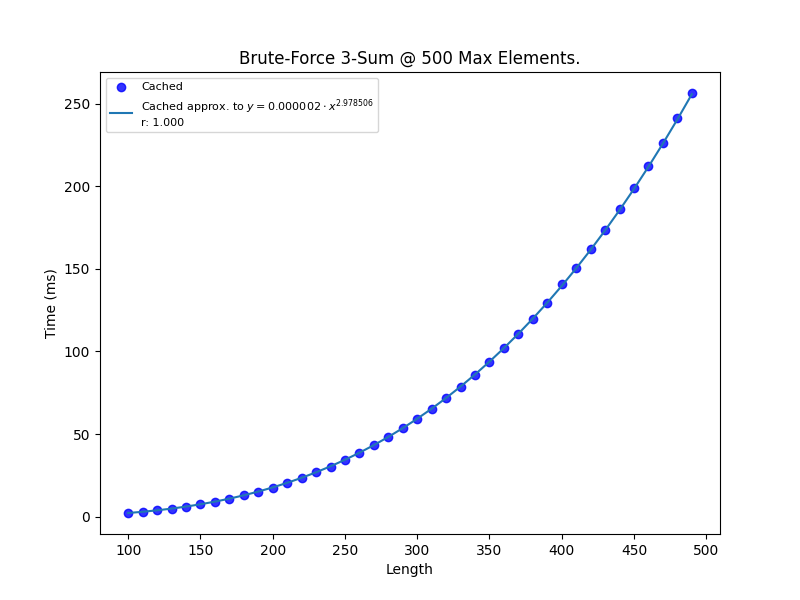 Brute-Force 3-Sum @ 500 Max Elements.
Cached
Cached approx. to y = 0.000002 · x^2.978506
r: 1.000
250
200
150
100
50
0
Time (ms)
100 150 200 250 300 350 400 450 500
Length